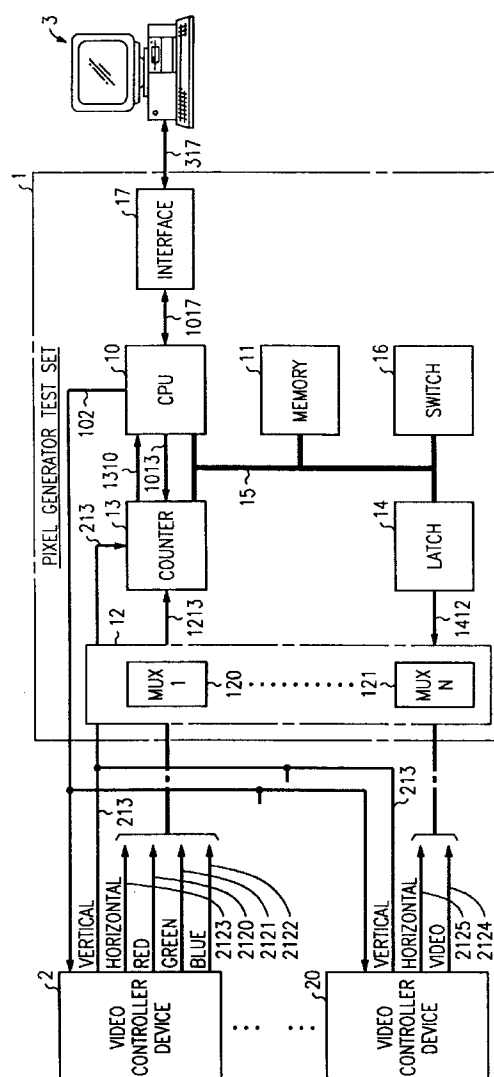 PIXEL GENERATOR TEST SET
1
3
2
VIDEO
CONTROLLER
DEVICE
VERTICAL
HORIZONTAL
RED
GREEN
BLUE
213
2123
2120
2121
2122
12
MUX
1
120
121
MUX
N
213
1213
13
COUNTER
1310
1013
102
10
CPU
1017
17
INTERFACE
317
15
11
MEMORY
14
LATCH
1412
16
SWITCH
20
VIDEO
CONTROLLER
DEVICE
VERTICAL
HORIZONTAL
VIDEO
213
2125
2124